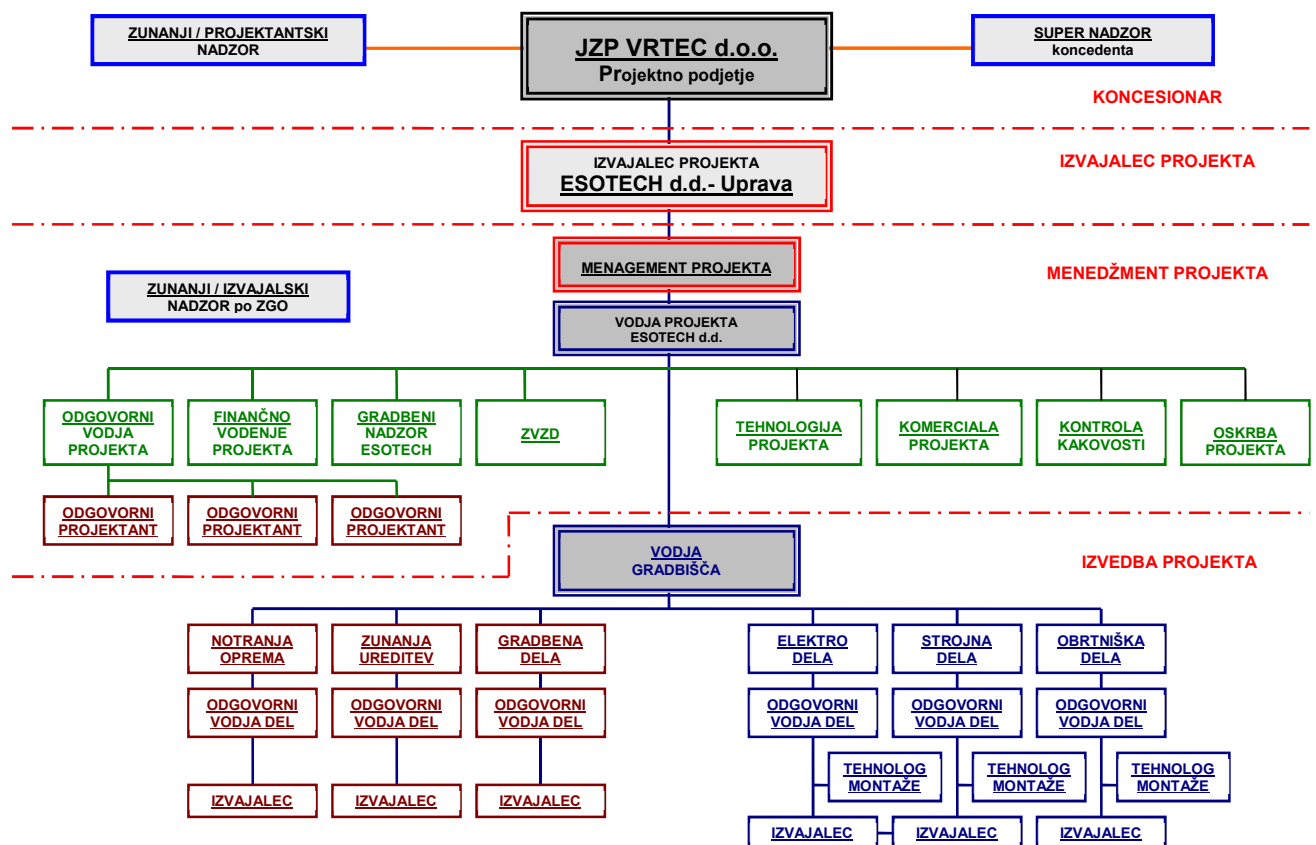 ZUNANJI / PROJEKTANTSKI
NADZOR
JZP VRTEC d.o.o.
Projektno podjetje
SUPER NADZOR
koncedenta
KONCESIONAR
IZVAJALEC PROJEKTA
ESOTECH d.d.- Uprava
IZVAJALEC PROJEKTA
MENAGEMENT PROJEKTA
MENEDŽMENT PROJEKTA
ZUNANJI / IZVAJALSKI
NADZOR po ZGO
VODJA PROJEKTA
ESOTECH d.d.
ODGOVORNI
VODJA
PROJEKTA
FINANČNO
VODENJE
PROJEKTA
GRADBENI
NADZOR
ESOTECH
ZVZD
TEHNOLOGIJA
PROJEKTA
KOMERCIALA
PROJEKTA
KONTROLA
KAKOVOSTI
OSKRBA
PROJEKTA
ODGOVORNI
PROJEKTANT
ODGOVORNI
PROJEKTANT
ODGOVORNI
PROJEKTANT
VODJA
GRADBIŠČA
IZVEDBA PROJEKTA
NOTRANJA
OPREMA
ZUNANJA
UREDITEV
GRADBENA
DELA
ELEKTRO
DELA
STROJNA
DELA
OBRTNIŠKA
DELA
ODGOVORNI
VODJA DEL
ODGOVORNI
VODJA DEL
ODGOVORNI
VODJA DEL
ODGOVORNI
VODJA DEL
ODGOVORNI
VODJA DEL
ODGOVORNI
VODJA DEL
TEHNOLOG
MONTAŽE
TEHNOLOG
MONTAŽE
TEHNOLOG
MONTAŽE
IZVAJALEC
IZVAJALEC
IZVAJALEC
IZVAJALEC
IZVAJALEC
IZVAJALEC